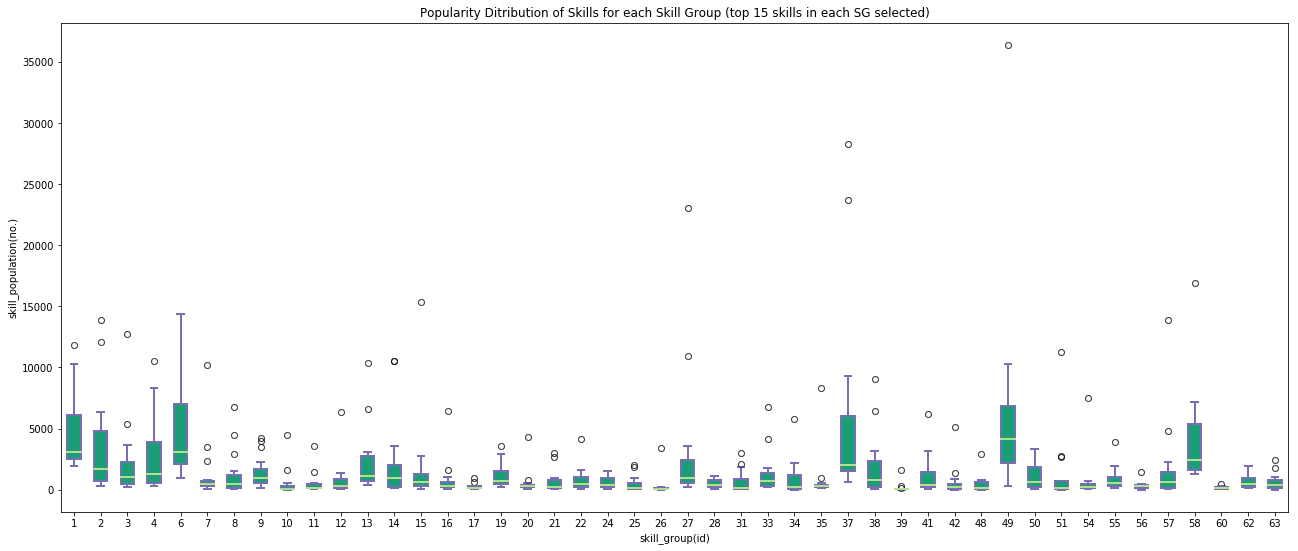 Popularity Ditribution of Skills for each Skill Group (top 15 skills in each SG selected)
skill_population(no.)
35000
30000
25000
20000
15000
10000
5000
0
1 2 3 4 6 7 8 9 10 11 12 13 14 15 16 17 19 20 21 22 24 25 26 27 28 31 33 34 35 37 38 39 41 42 48 49 50 51 54 55 56 57 58 60 62 63
skill_group(id)